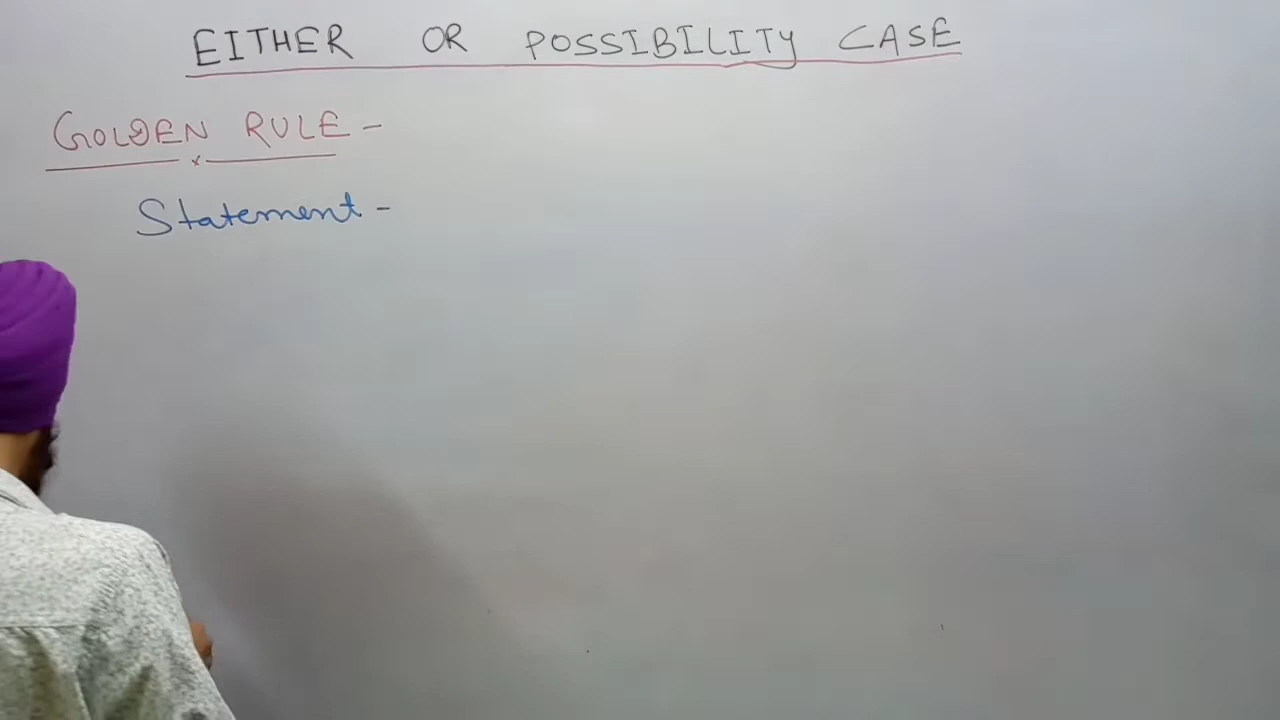 EITHER OR POSSIBILITY CASE
GOLDEN RULE -
Statement -